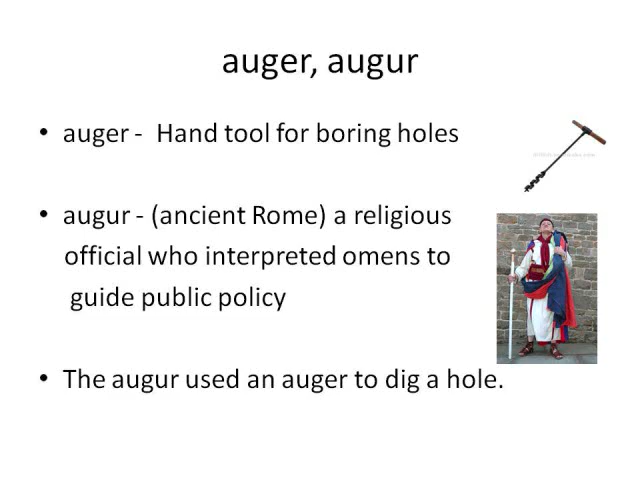 auger, augur
• auger -  Hand tool for boring holes
• augur - (ancient Rome) a religious
official who interpreted omens to
guide public policy
• The augur used an auger to dig a hole.